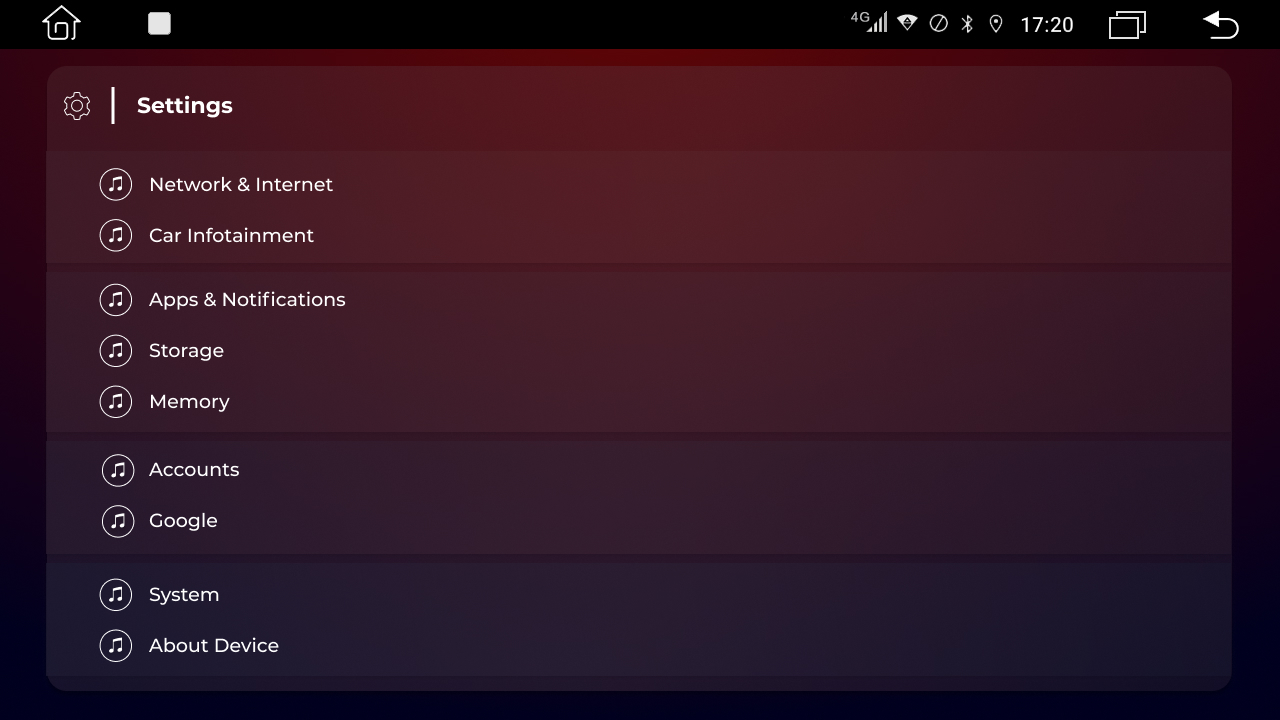 4G 17:20
Settings
Network & Internet
Car Infotainment
Apps & Notifications
Storage
Memory
Accounts
Google
System
About Device